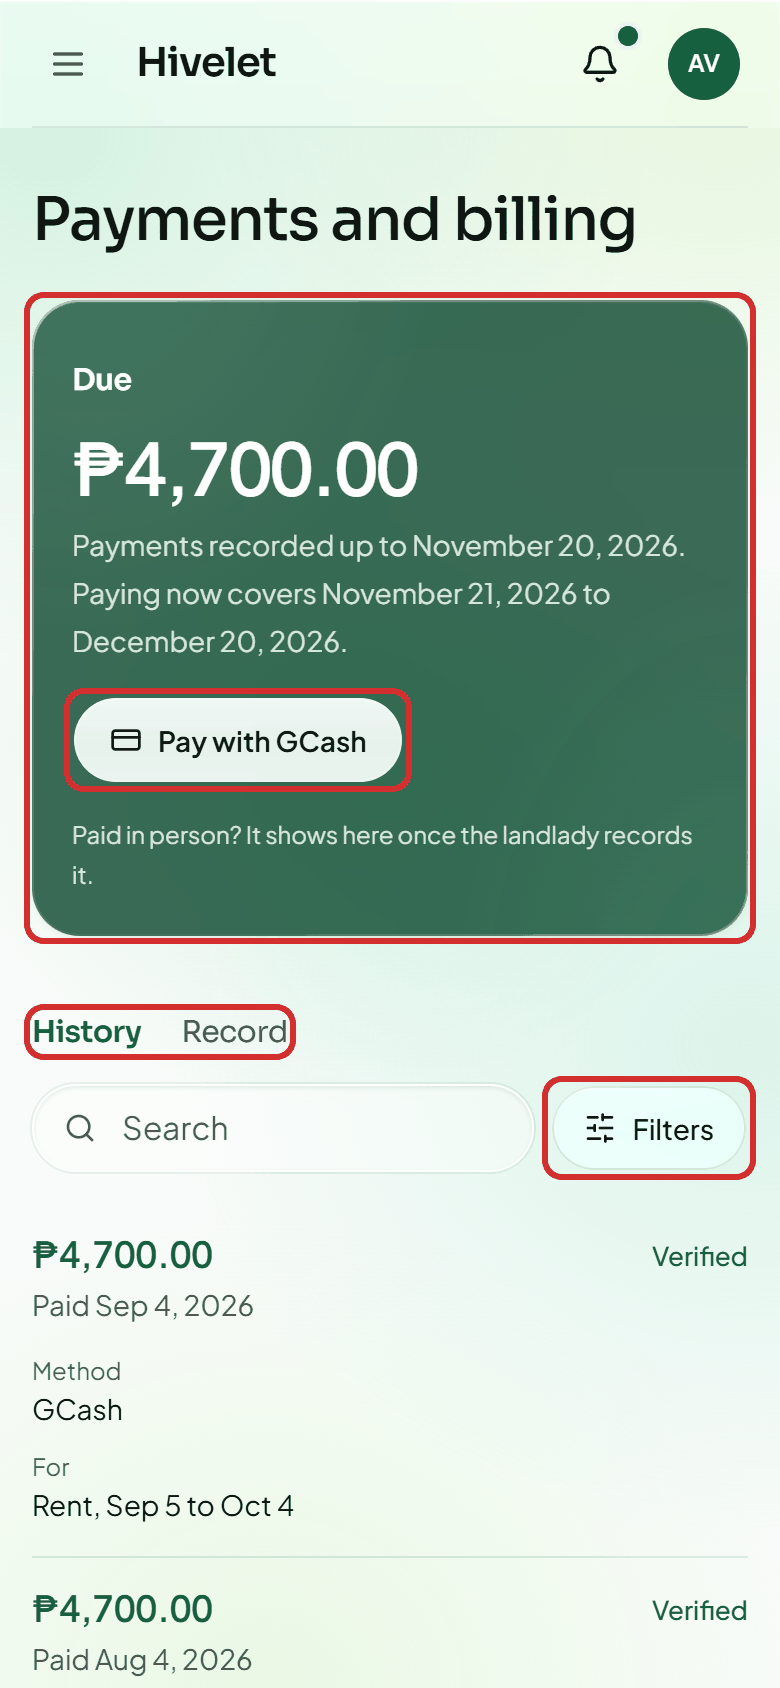 Hivelet
AV
Payments and billing
Due
₱4,700.00
Payments recorded up to November 20, 2026.
Paying now covers November 21, 2026 to
December 20, 2026.
Pay with GCash
Paid in person? It shows here once the landlady records
it.
History Record
Search Filters
₱4,700.00 Verified
Paid Sep 4, 2026
Method
GCash
For
Rent, Sep 5 to Oct 4
₱4,700.00 Verified
Paid Aug 4, 2026